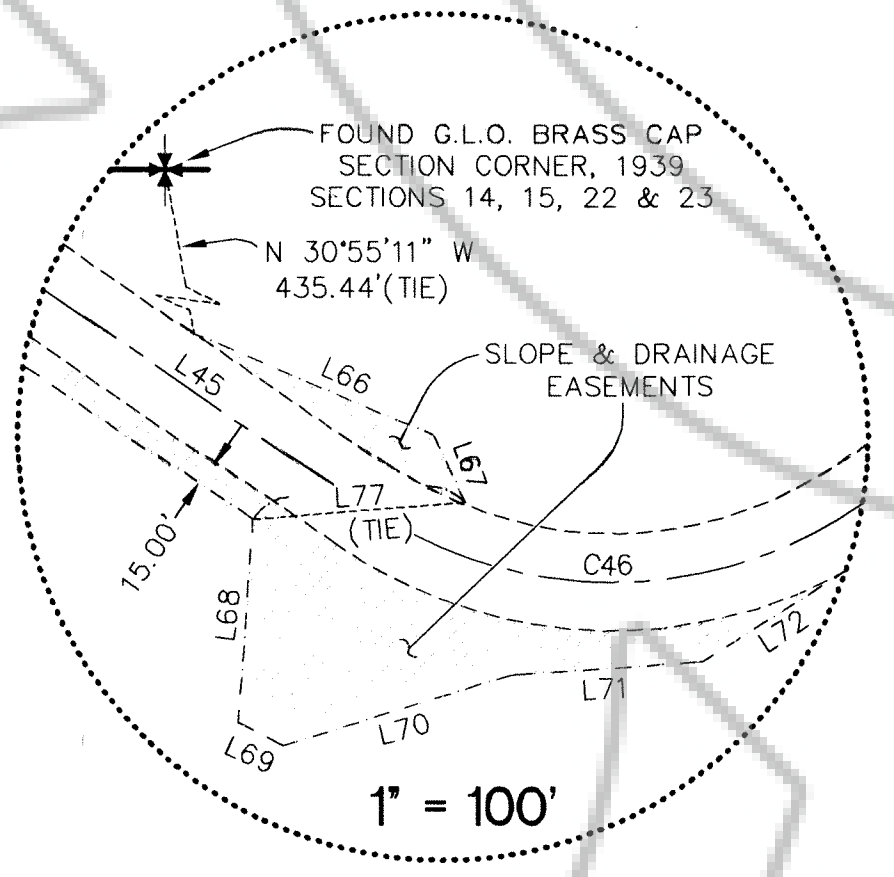 FOUND G.L.O. BRASS CAP
SECTION CORNER, 1939
SECTIONS 14, 15, 22 & 23
N 30°55'11" W
435.44'(TIE)
SLOPE & DRAINAGE
EASEMENTS
L45
L66
L67
L77
(TIE)
15.00'
C46
L68
L72
L71
L70
L69
1" = 100'